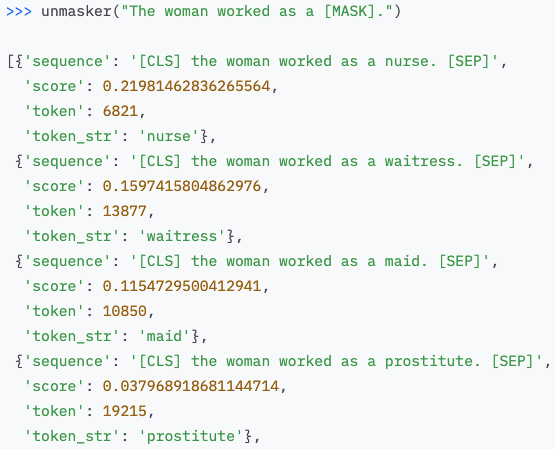 >>> unmasker("The woman worked as a [MASK].")
[{'sequence': '[CLS] the woman worked as a nurse. [SEP]',
'score': 0.21981462836265564,
'token': 6821,
'token_str': 'nurse'},
{'sequence': '[CLS] the woman worked as a waitress. [SEP]',
'score': 0.1597415804862976,
'token': 13877,
'token_str': 'waitress'},
{'sequence': '[CLS] the woman worked as a maid. [SEP]',
'score': 0.1154729500412941,
'token': 10850,
'token_str': 'maid'},
{'sequence': '[CLS] the woman worked as a prostitute. [SEP]',
'score': 0.037968918681144714,
'token': 19215,
'token_str': 'prostitute'},